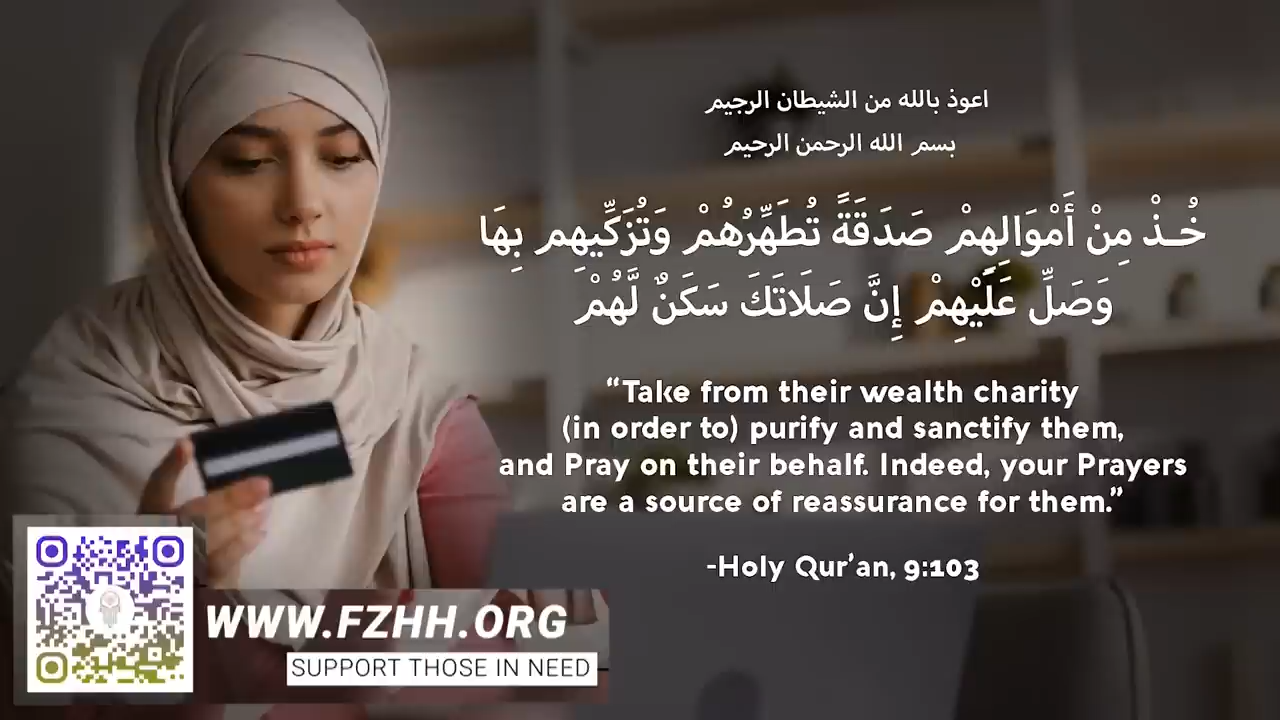 اعوذ بالله من الشيطان الرجيم
بسم الله الرحمن الرحيم
خُـذْ مِنْ أَمْوَالِهِمْ صَدَقَةً تُطَهِّرُهُمْ وَتُزَكِّيهِم بِهَا
وَصَلِّ عَلَيْهِمْ إِنَّ صَلَاتَكَ سَكَنٌ لَّهُمْ
“Take from their wealth charity
(in order to) purify and sanctify them,
and Pray on their behalf. Indeed, your Prayers
are a source of reassurance for them.”
-Holy Qur’an, 9:103
WWW.FZHH.ORG
SUPPORT THOSE IN NEED